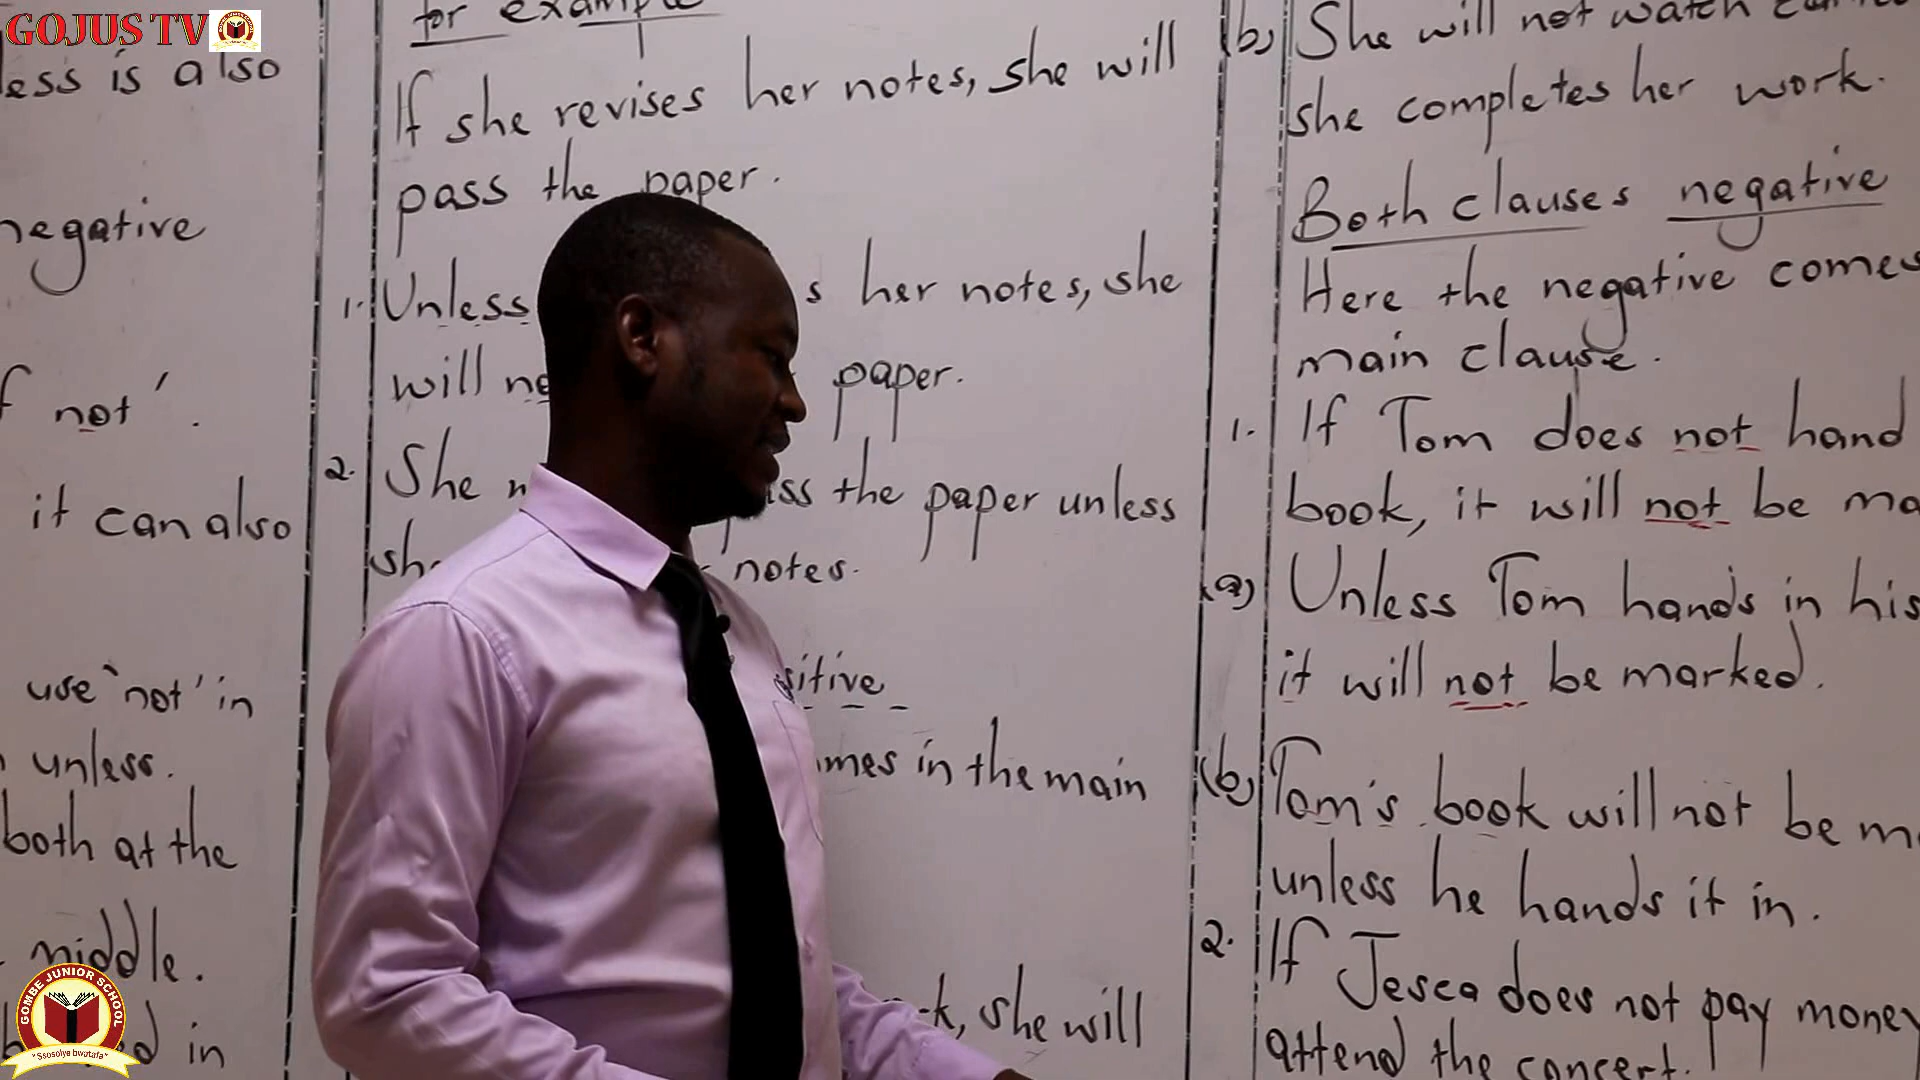 GOJUS TV
less is also
negative
not'.
it can also
use 'not' in
unless.
both at the
middle.
in
for example
If she revises her notes, she will
pass the paper.
1. Unless her notes, she
will paper.
2. She the paper unless
notes.
in the main
she will
(b) She will not watch
she completes her work.
Both clauses negative
Here the negative comes
main clause.
1. If Tom does not hand
book, it will not be
(a) Unless Tom hands in his
it will not be marked.
(b) Tom's book will not be
unless he hands it in.
2. If Jesca does not pay money
attend the concert.
GOMBE JUNIOR SCHOOL
"Ssosolye bwatafa"